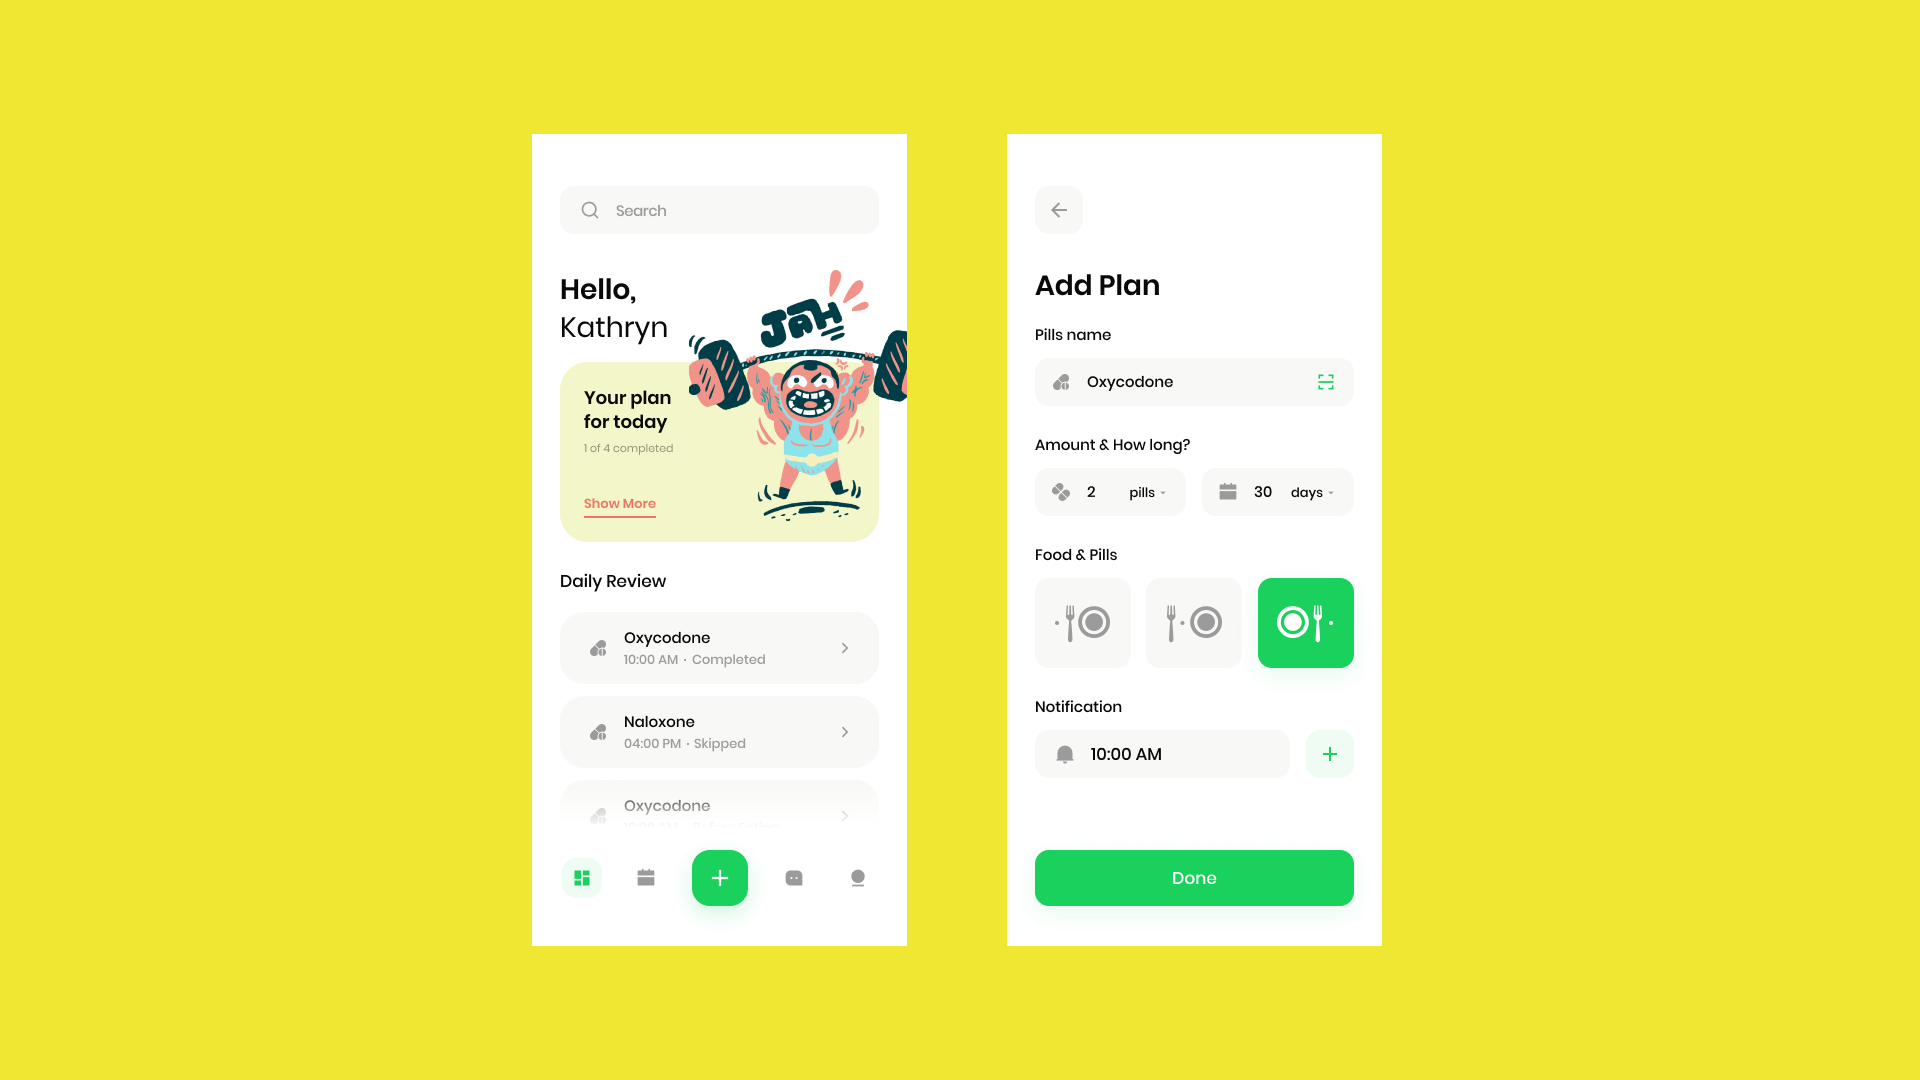 Search
Hello,
Kathryn
JAH
Your plan
for today
1 of 4 completed
Show More
Daily Review
Oxycodone
10:00 AM · Completed
Naloxone
04:00 PM · Skipped
Oxycodone
Add Plan
Pills name
Oxycodone
Amount & How long?
2 pills
30 days
Food & Pills
Notification
10:00 AM
Done